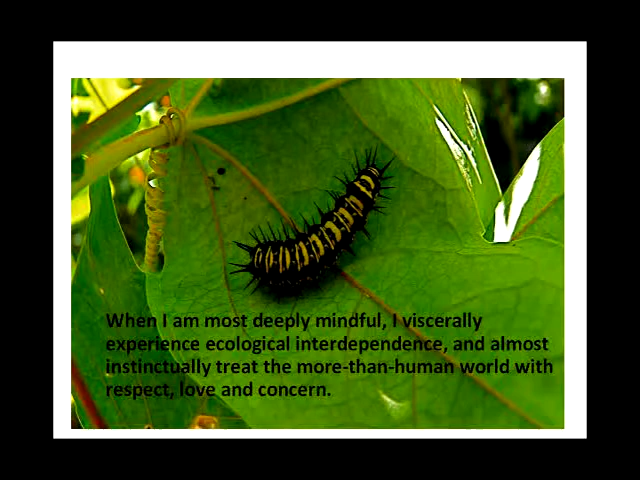 When I am most deeply mindful, I viscerally
experience ecological interdependence, and almost
instinctually treat the more-than-human world with
respect, love and concern.